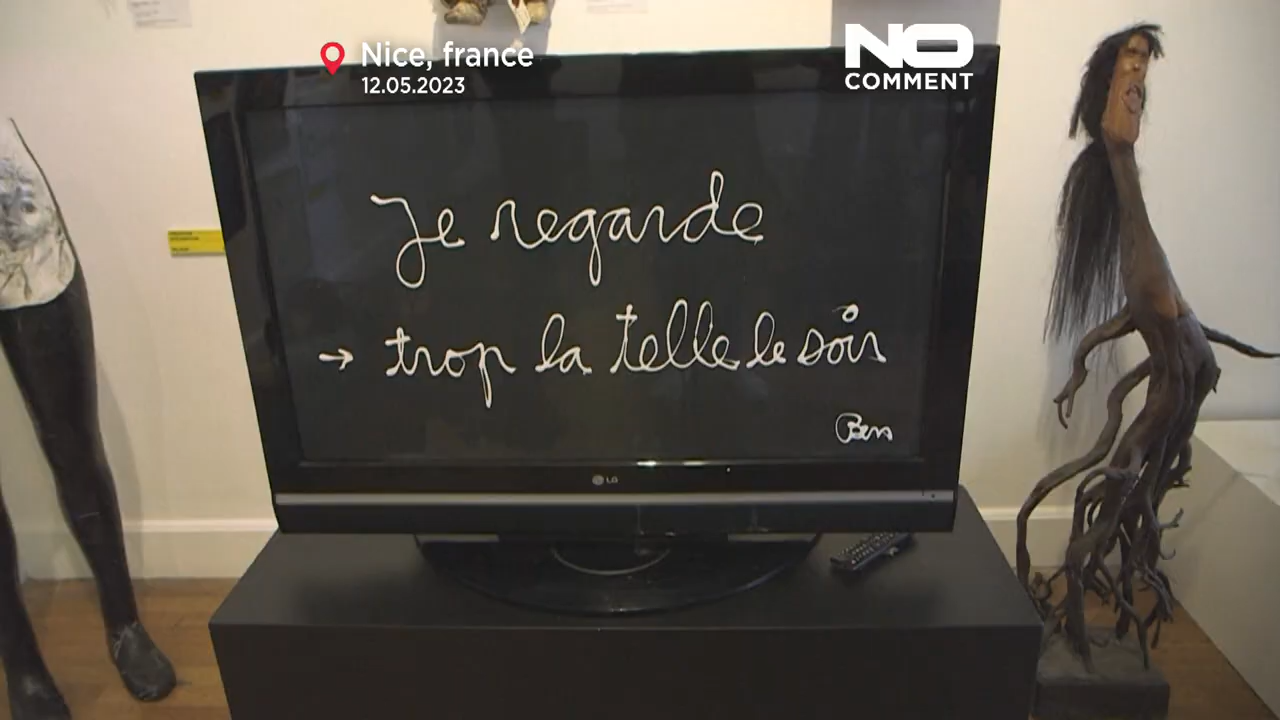 Nice, france
12.05.2023
NO
COMMENT
Je regarde
→ trop la telle le soir
Ben
LG